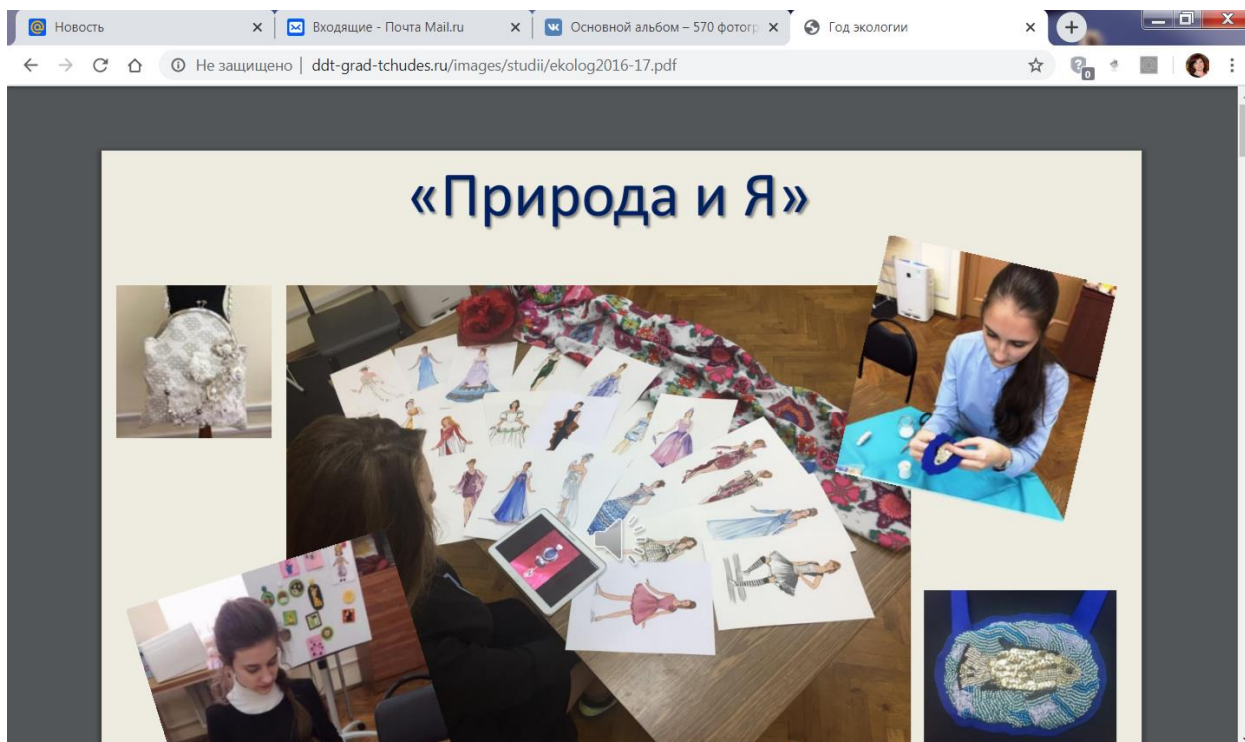 Новость
Входящие - Почта Mail.ru
Основной альбом – 570 фотогр
Год экологии
Не защищено | ddt-grad-tchudes.ru/images/studii/ekolog2016-17.pdf
0
«Природа и Я»